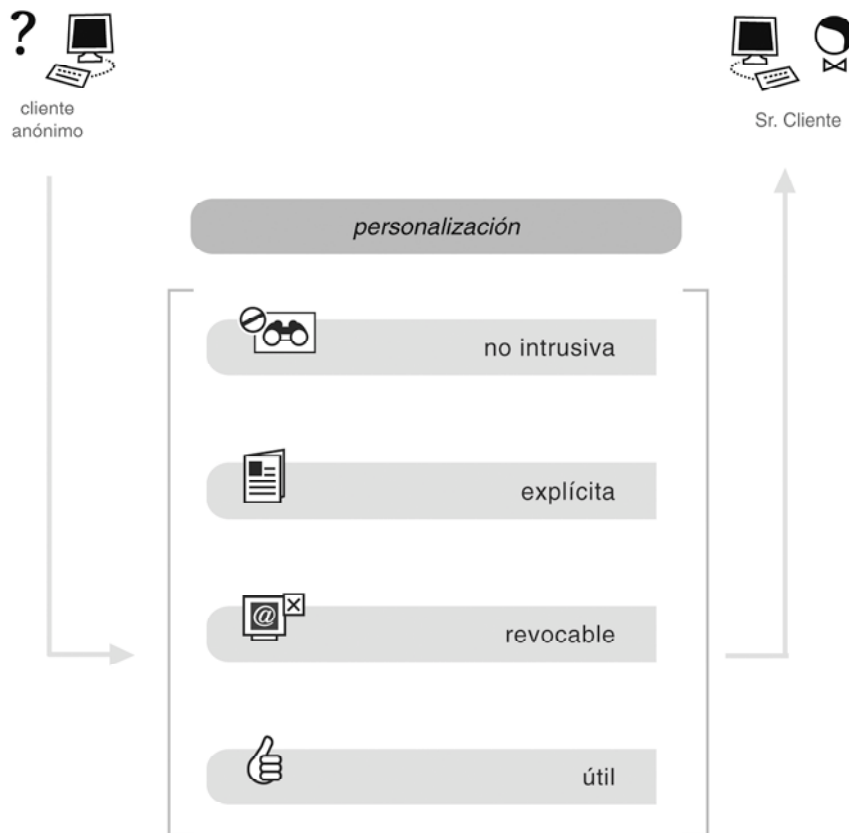 ?
cliente
anónimo
Sr. Cliente
personalización
no intrusiva
explícita
@
revocable
útil